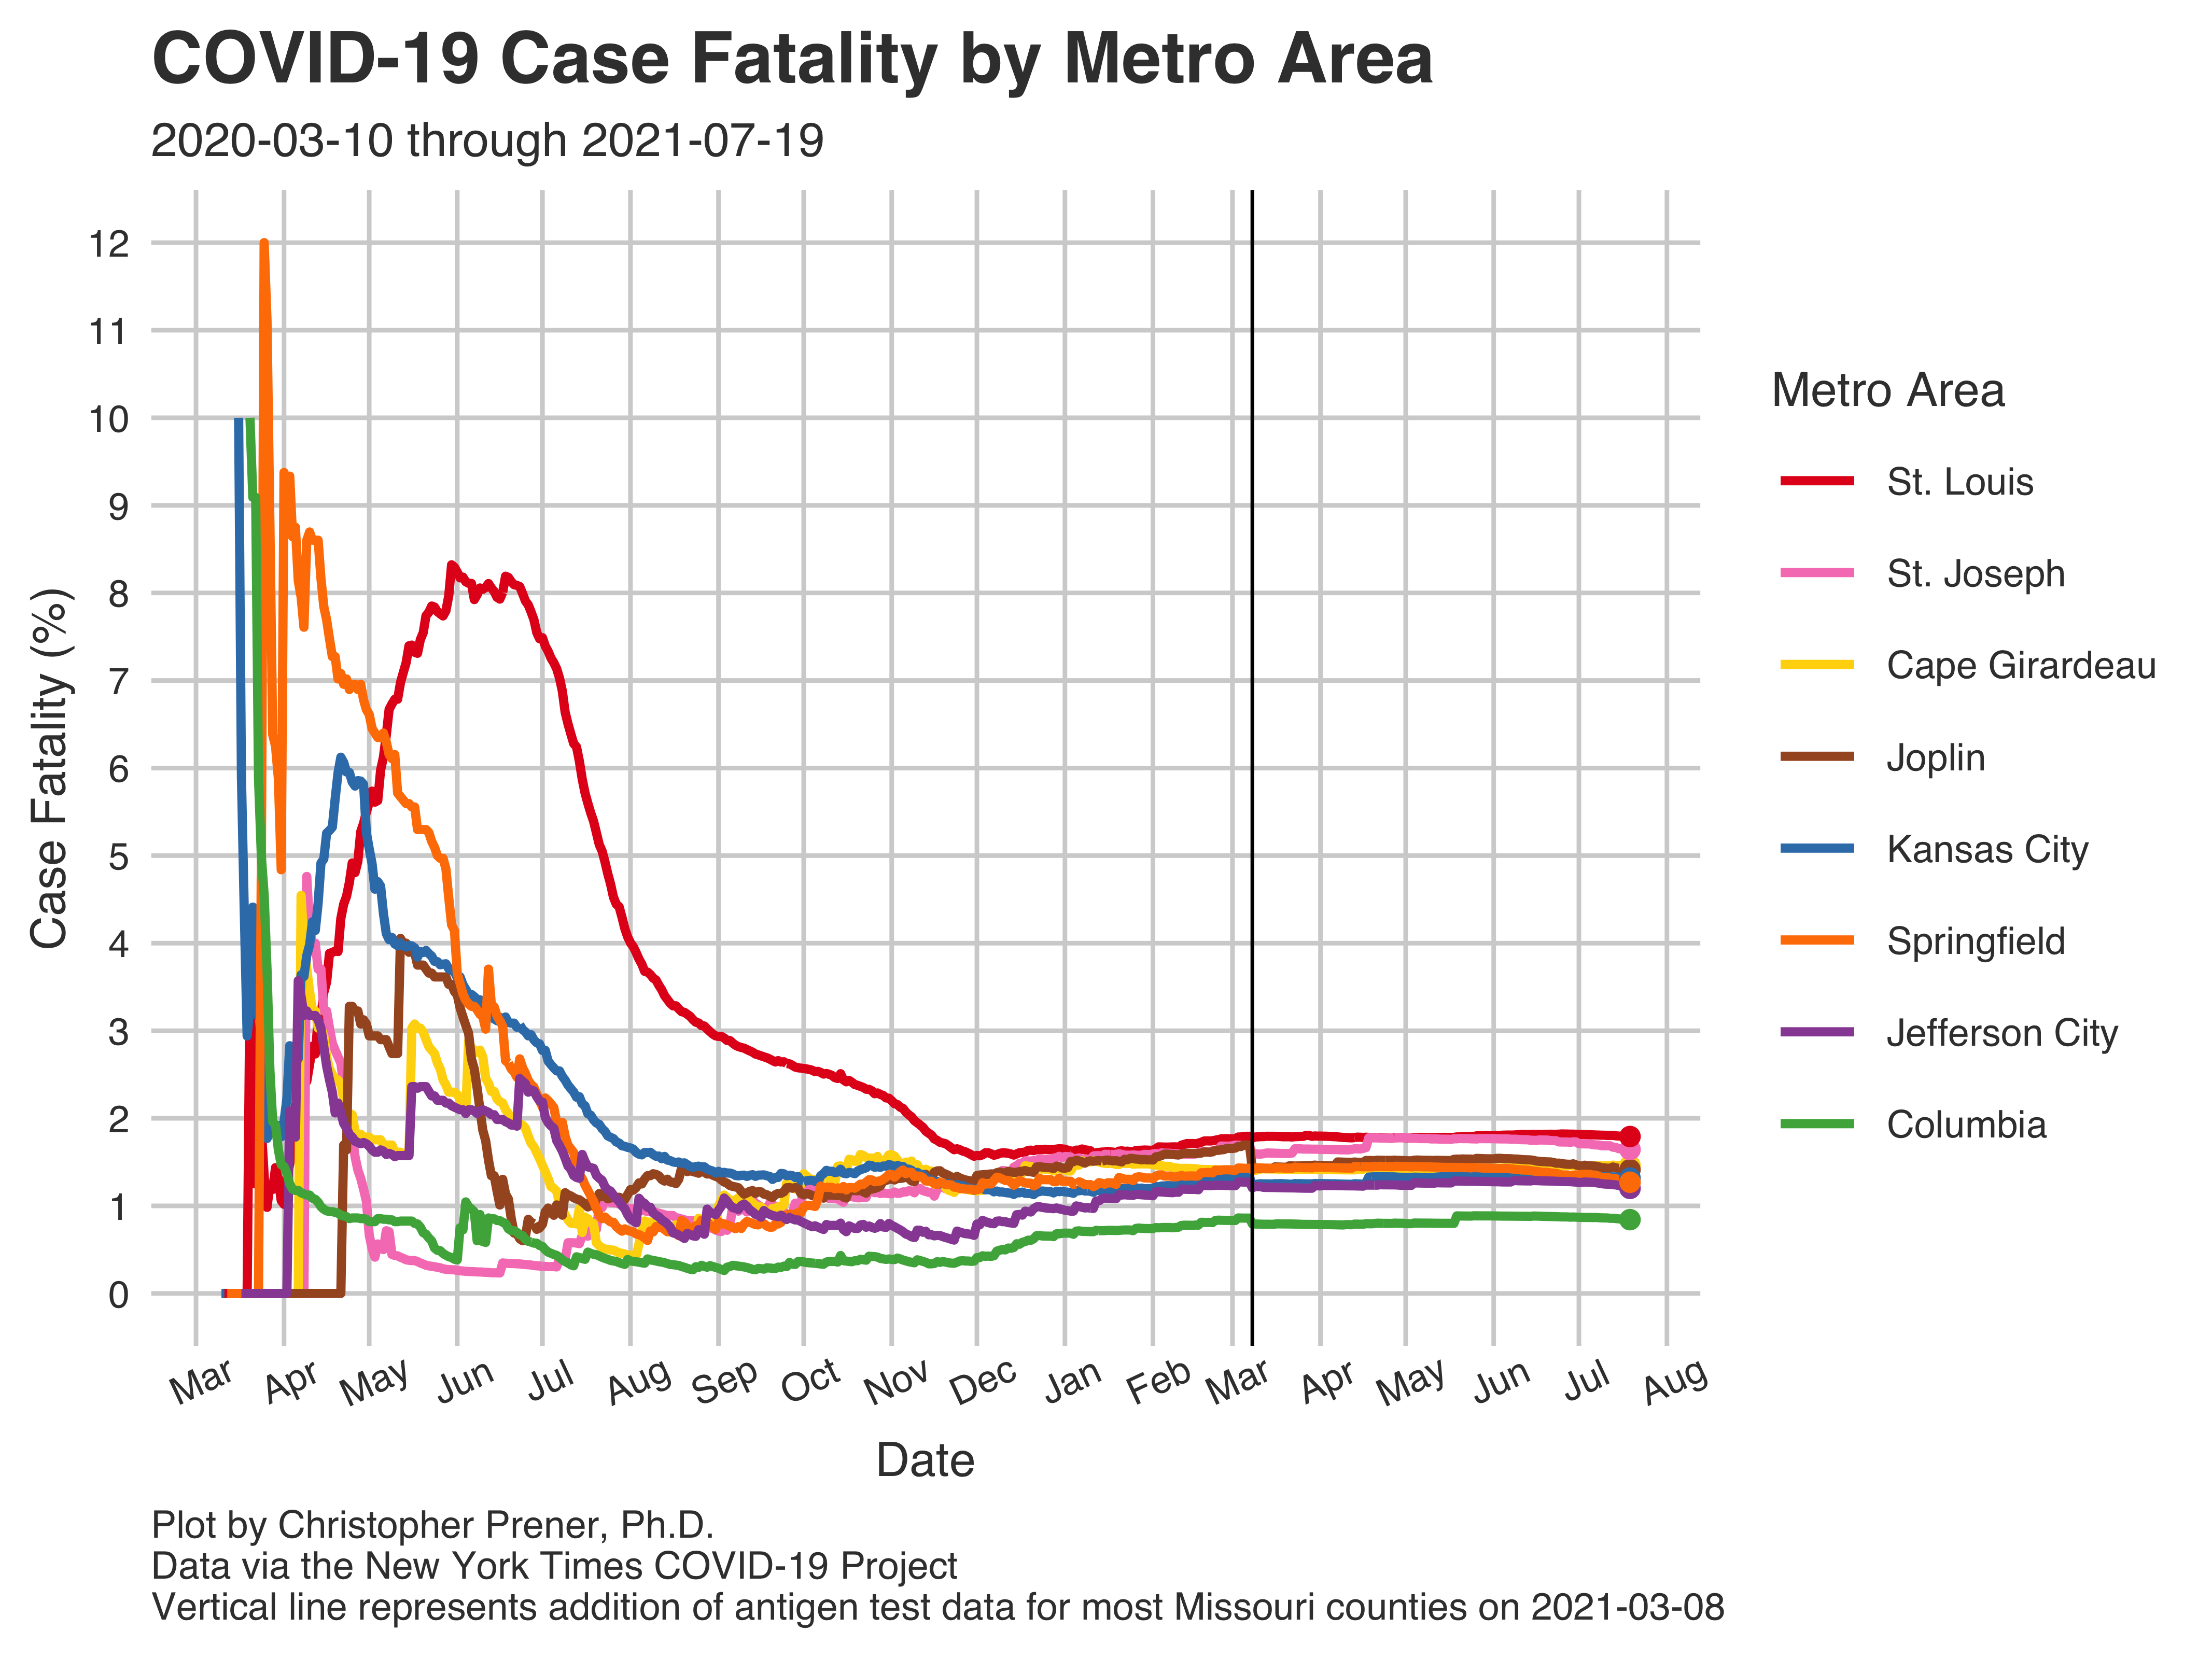 COVID-19 Case Fatality by Metro Area
2020-03-10 through 2021-07-19
12
11
10
9
8
7
6
5
4
3
2
1
0
Case Fatality (%)
Mar Apr May Jun Jul Aug Sep Oct Nov Dec Jan Feb Mar Apr May Jun Jul Aug
Date
Metro Area
St. Louis
St. Joseph
Cape Girardeau
Joplin
Kansas City
Springfield
Jefferson City
Columbia
Plot by Christopher Prener, Ph.D.
Data via the New York Times COVID-19 Project
Vertical line represents addition of antigen test data for most Missouri counties on 2021-03-08